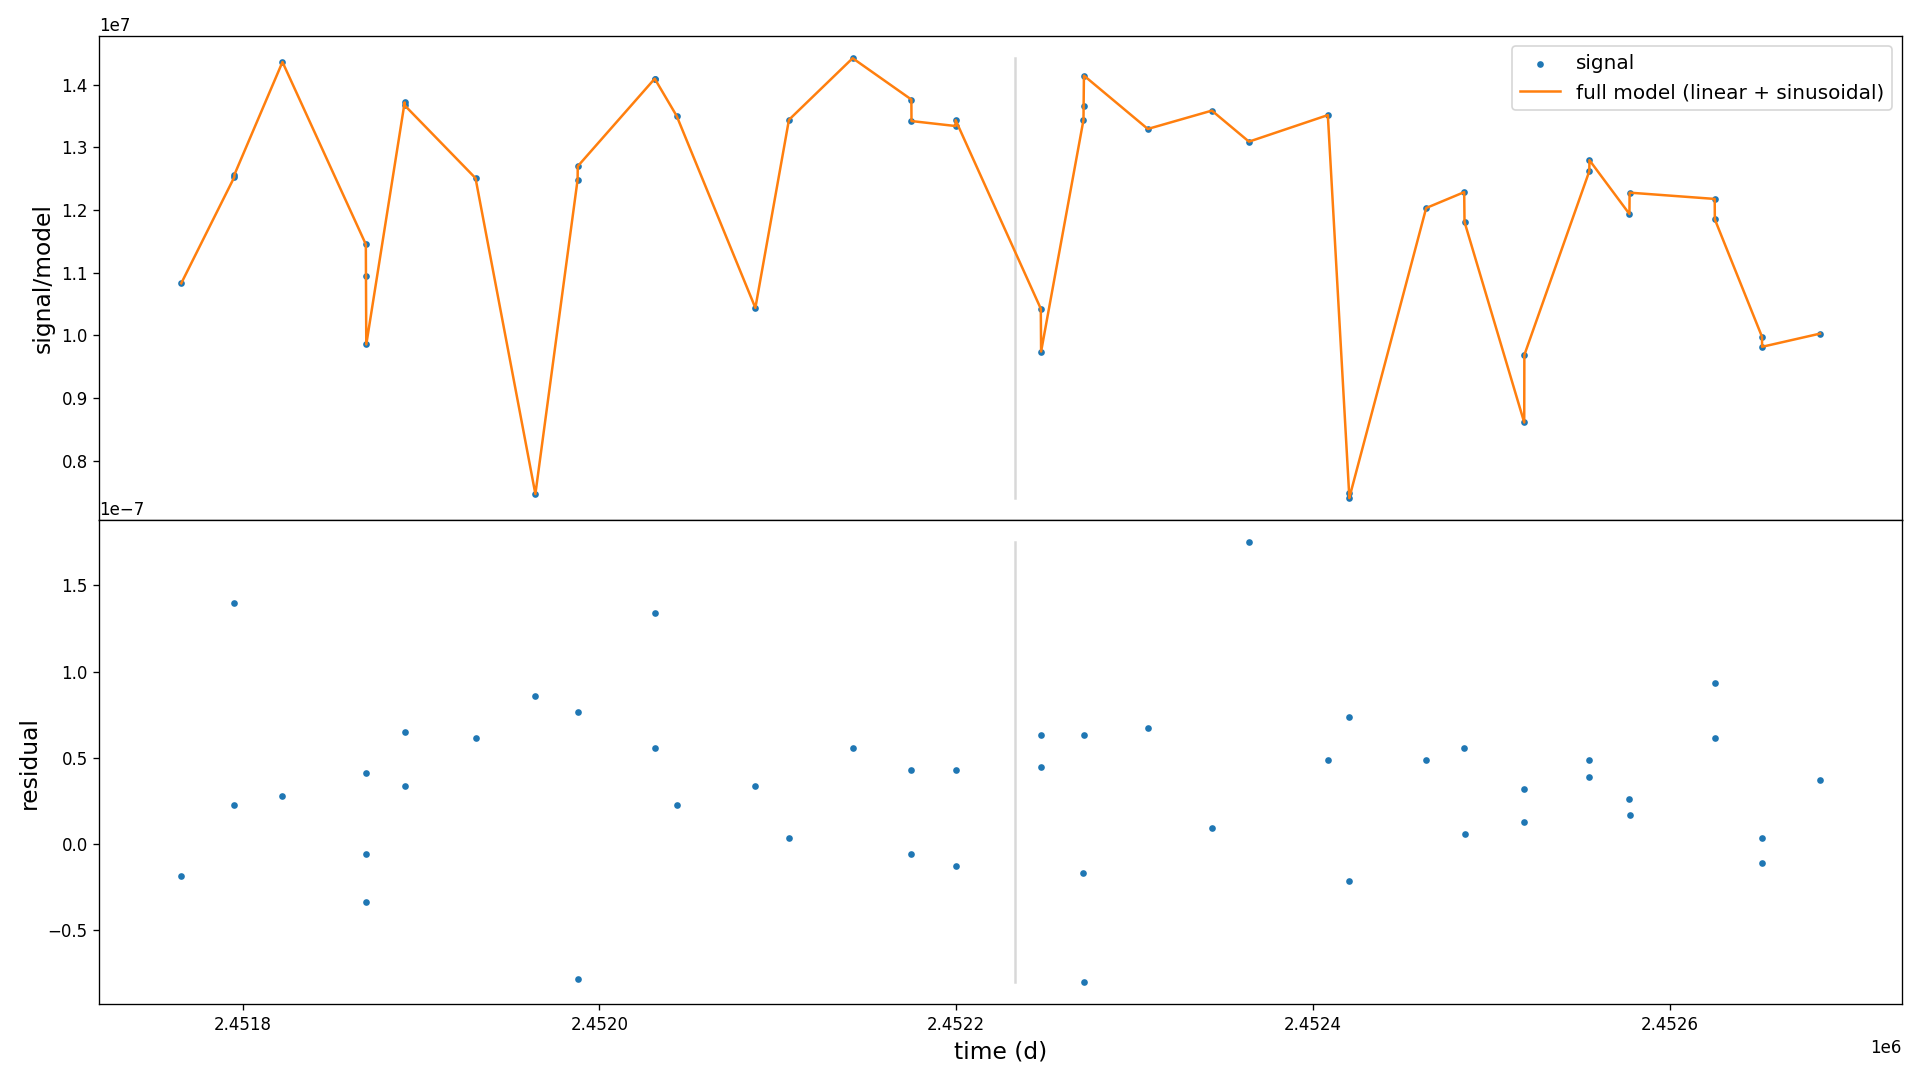 1e7
signal
full model (linear + sinusoidal)
1.4
1.3
1.2
1.1
1.0
0.9
0.8
signal/model
1e−7
1.5
1.0
0.5
0.0
−0.5
residual
2.4518
2.4520
2.4522
2.4524
2.4526
1e6
time (d)